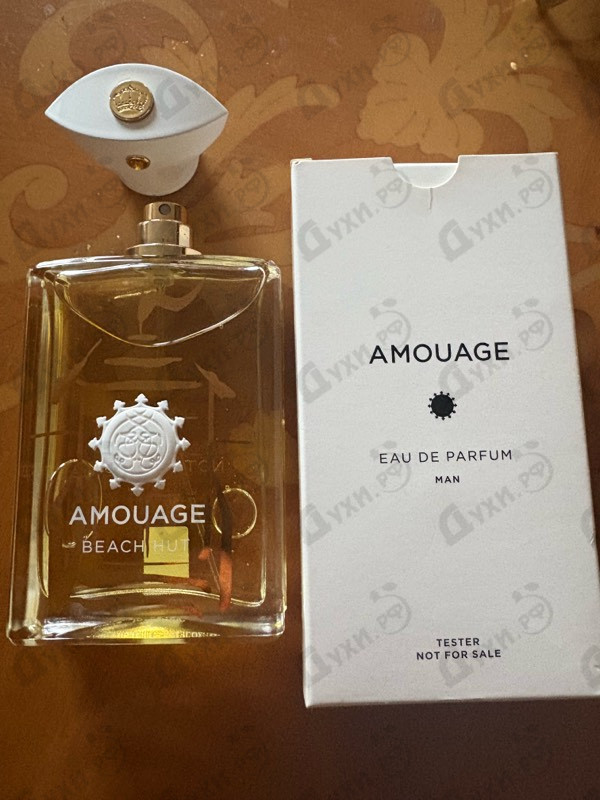 AMOUAGE
BEACH HUT
AMOUAGE
EAU DE PARFUM
MAN
TESTER
NOT FOR SALE
Духи.РФ